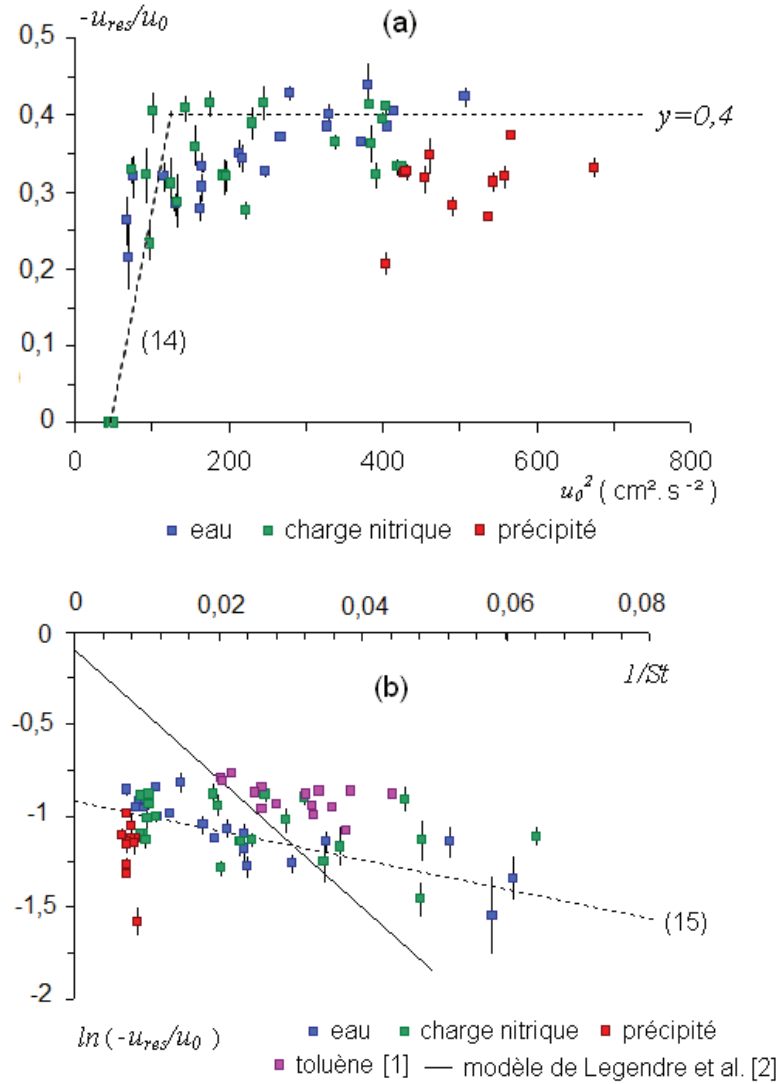 -u_res/u_0
(a)
0,5
0,4
0,3
0,2
0,1
0
y=0,4
(14)
0 200 400 600 800
u_0² ( cm². s ⁻² )
eau charge nitrique précipité
0 0,02 0,04 0,06 0,08
0
-0,5
-1
-1,5
-2
1/St
(b)
(15)
ln (-u_res/u_0 )
eau charge nitrique précipité
toluène [1] modèle de Legendre et al. [2]